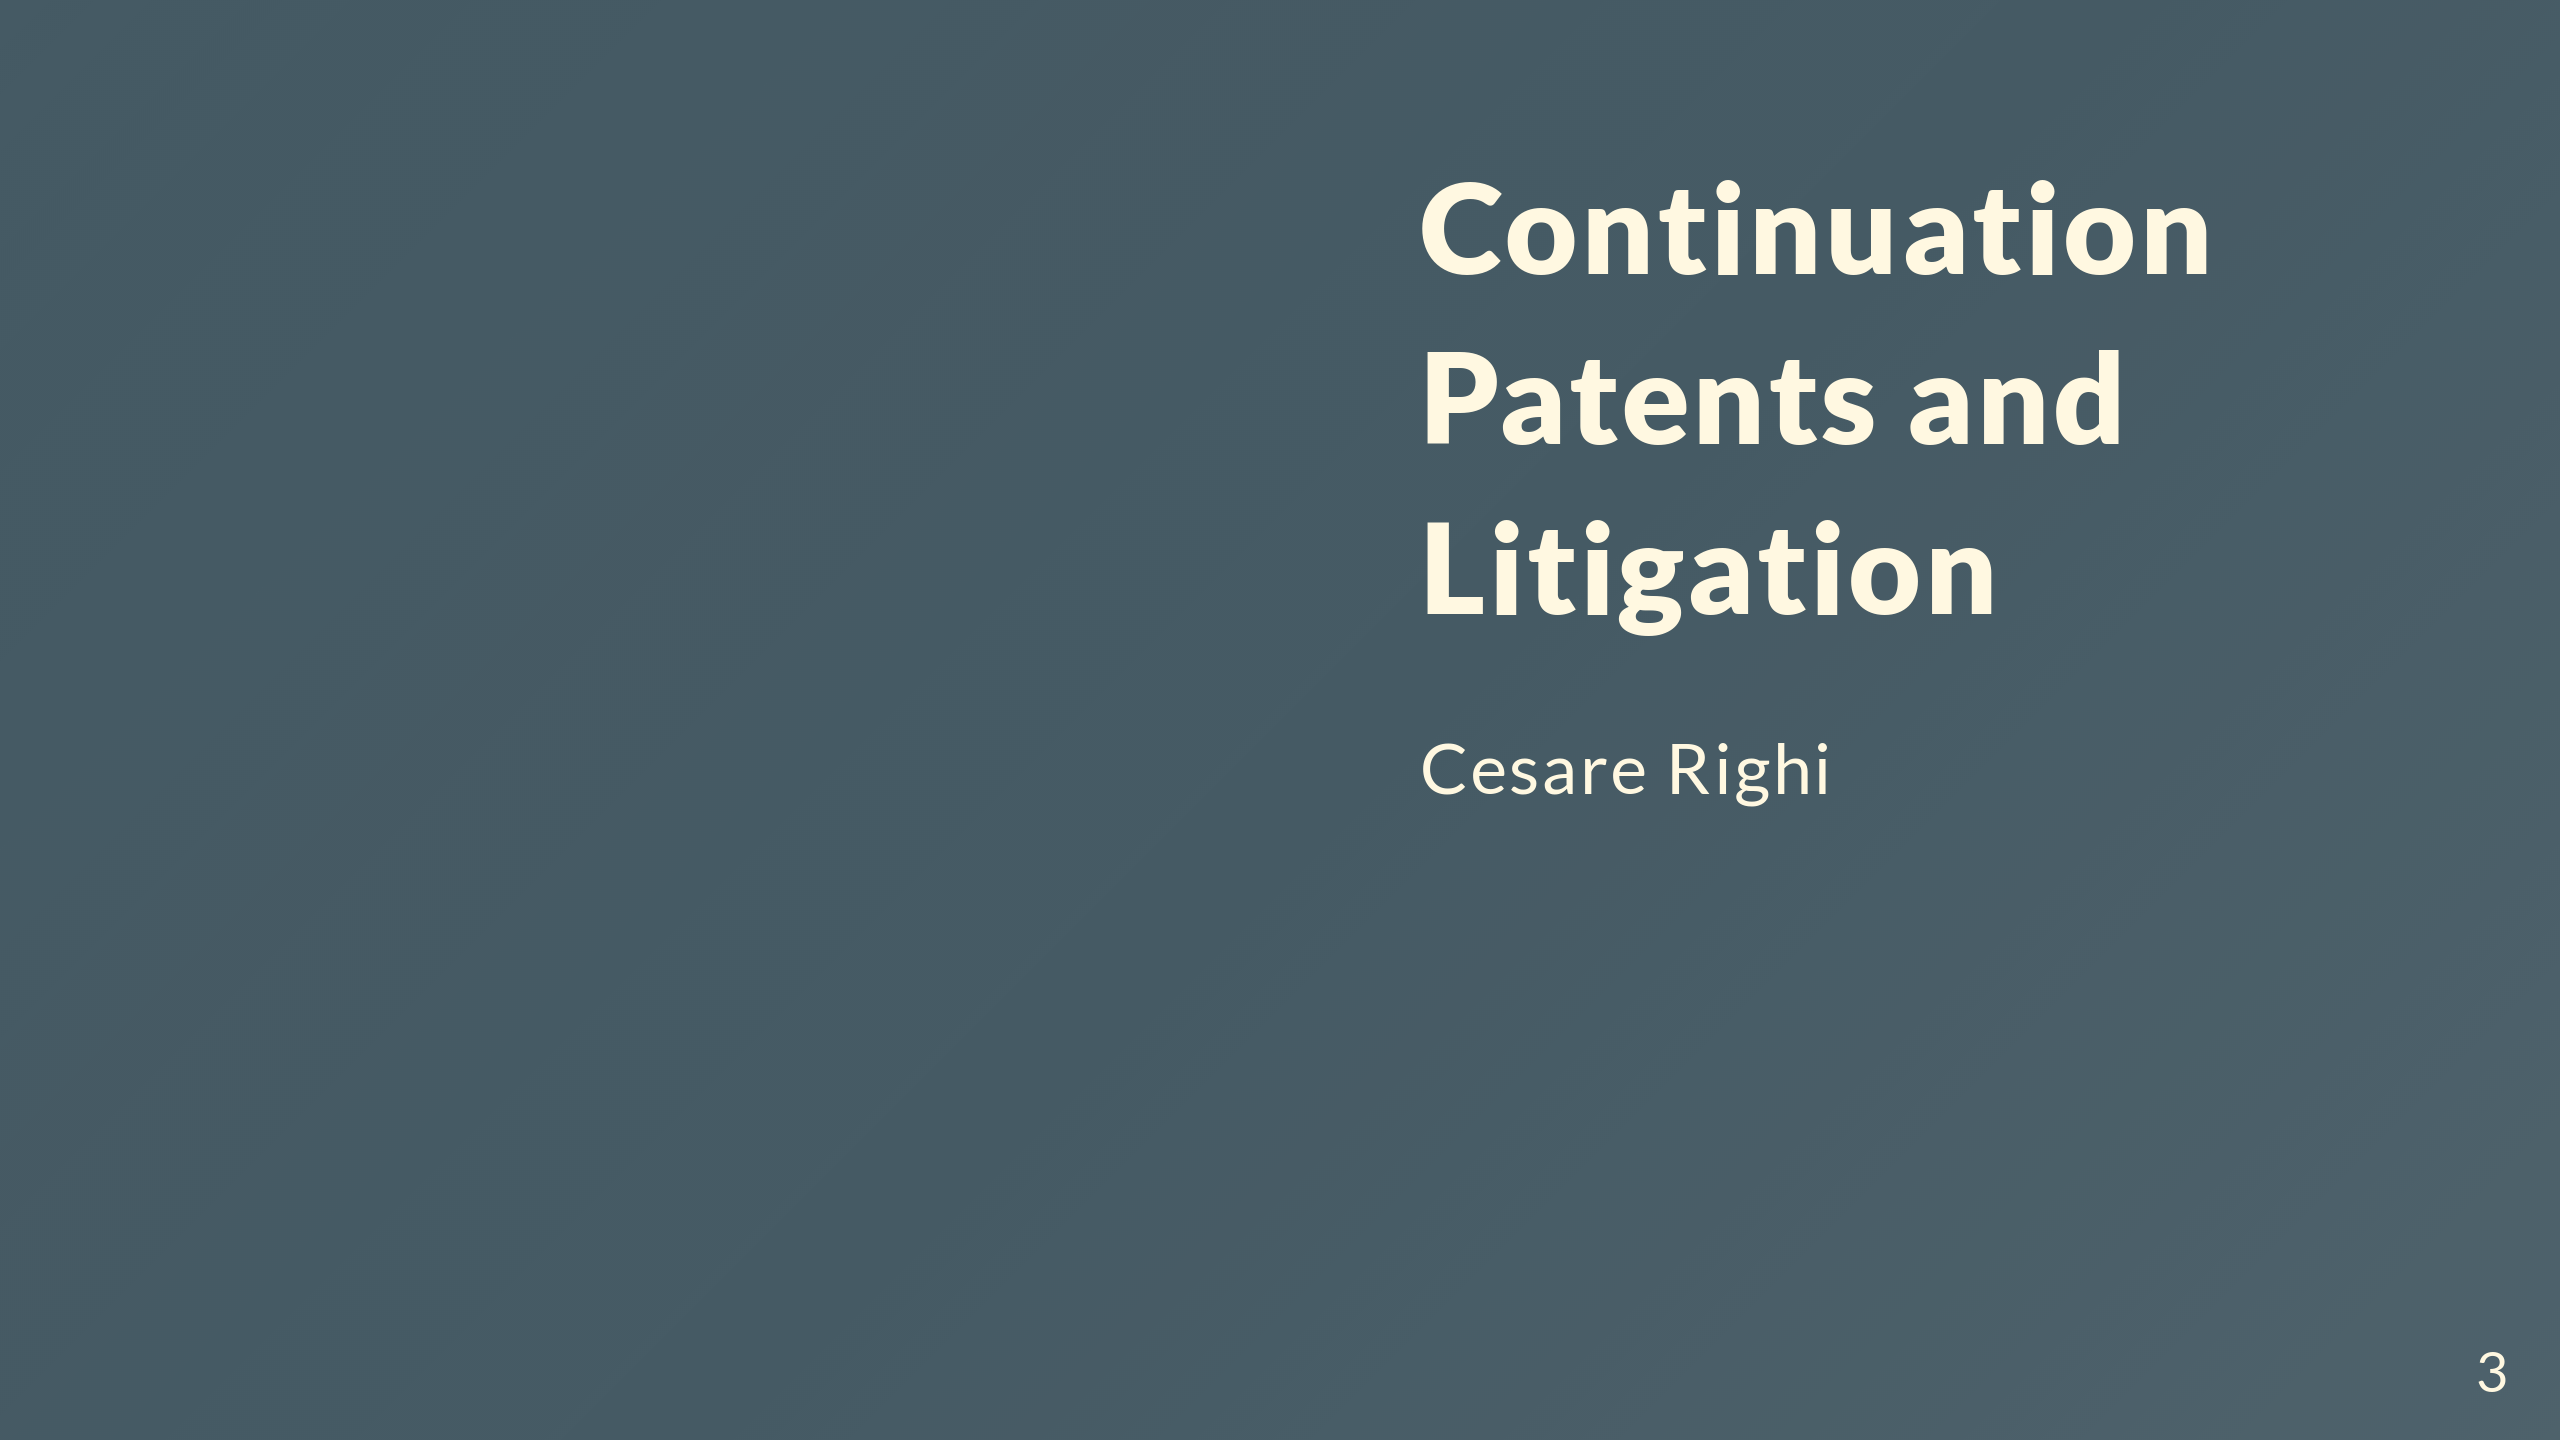 Continuation
Patents and
Litigation
Cesare Righi
3